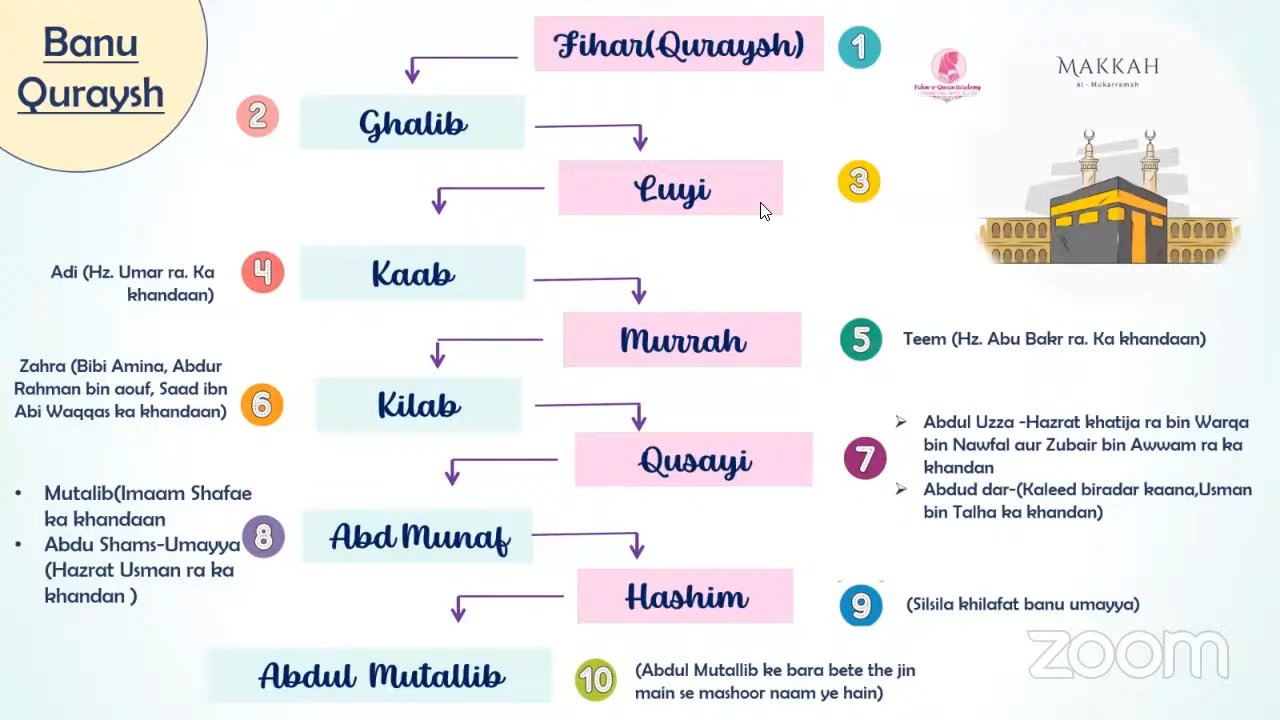 Banu
Quraysh
Fihar(Quraysh)
1
Fahm-e-Quran Academy
MAKKAH
Al - Mukarramah
2
Ghalib
Luyi
3
Adi (Hz. Umar ra. Ka
khandaan)
4
Kaab
Murrah
5
Teem (Hz. Abu Bakr ra. Ka khandaan)
Zahra (Bibi Amina, Abdur
Rahman bin aouf, Saad ibn
Abi Waqqas ka khandaan)
6
Kilab
Qusayi
7
➢ Abdul Uzza -Hazrat khatija ra bin Warqa
bin Nawfal aur Zubair bin Awwam ra ka
khandan
➢ Abdud dar-(Kaleed biradar kaana,Usman
bin Talha ka khandan)
• Mutalib(Imaam Shafae
ka khandaan
• Abdu Shams-Umayya
(Hazrat Usman ra ka
khandan )
8
Abd Munaf
Hashim
9
(Silsila khilafat banu umayya)
Abdul Mutallib
10
(Abdul Mutallib ke bara bete the jin
main se mashoor naam ye hain)
zoom